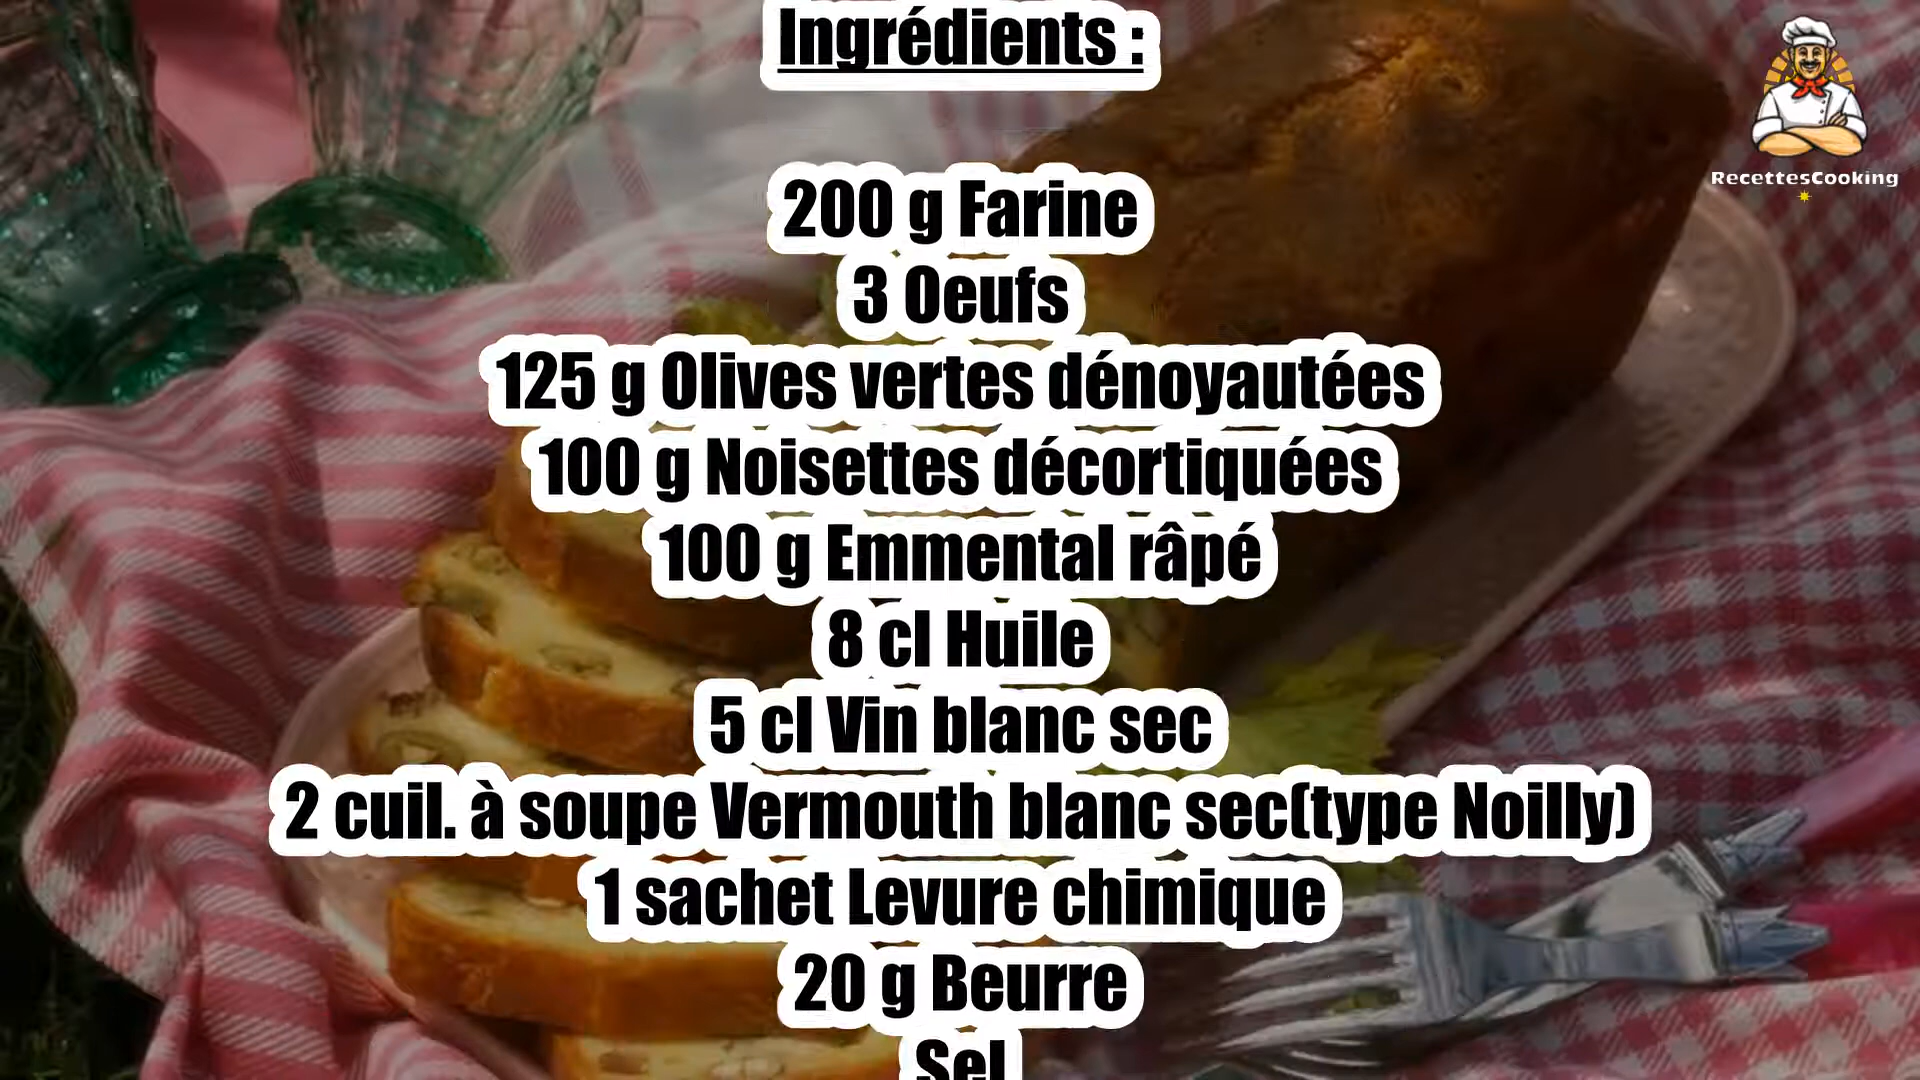 Ingrédients :
RecettesCooking
200 g Farine
3 Oeufs
125 g Olives vertes dénoyautées
100 g Noisettes décortiquées
100 g Emmental râpé
8 cl Huile
5 cl Vin blanc sec
2 cuil. à soupe Vermouth blanc sec(type Noilly)
1 sachet Levure chimique
20 g Beurre
Sel